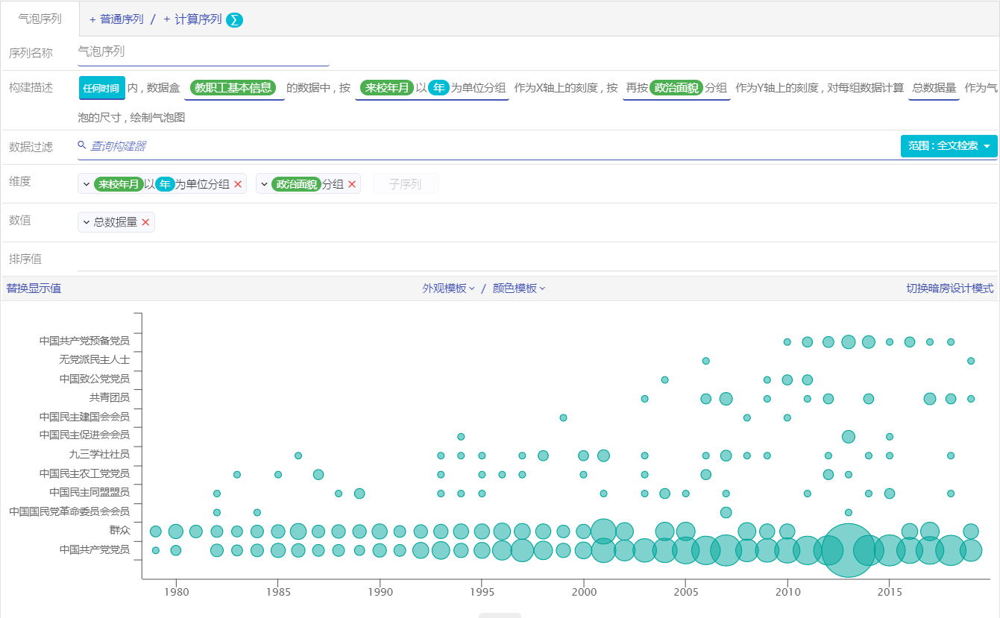 气泡序列 + 普通序列 / + 计算序列 ∑
序列名称 气泡序列
构建描述 任何时间 内 , 数据盒 教职工基本信息 的数据中 , 按 来校年月 以 年 为单位分组 作为X轴上的刻度 , 按 再按 政治面貌 分组 作为Y轴上的刻度 , 对每组数据计算 总数据量 作为气
泡的尺寸 , 绘制气泡图
数据过滤 查询构建器 范围 : 全文检索
维度 来校年月 以 年 为单位分组 × 政治面貌 分组 × 子序列
数值 总数据量 ×
排序值
替换显示值 外观模板 / 颜色模板 切换暗房设计模式
中国共产党预备党员
无党派民主人士
中国致公党党员
共青团员
中国民主建国会会员
中国民主促进会会员
九三学社社员
中国民主农工党党员
中国民主同盟盟员
中国国民党革命委员会会员
群众
中国共产党党员
1980 1985 1990 1995 2000 2005 2010 2015